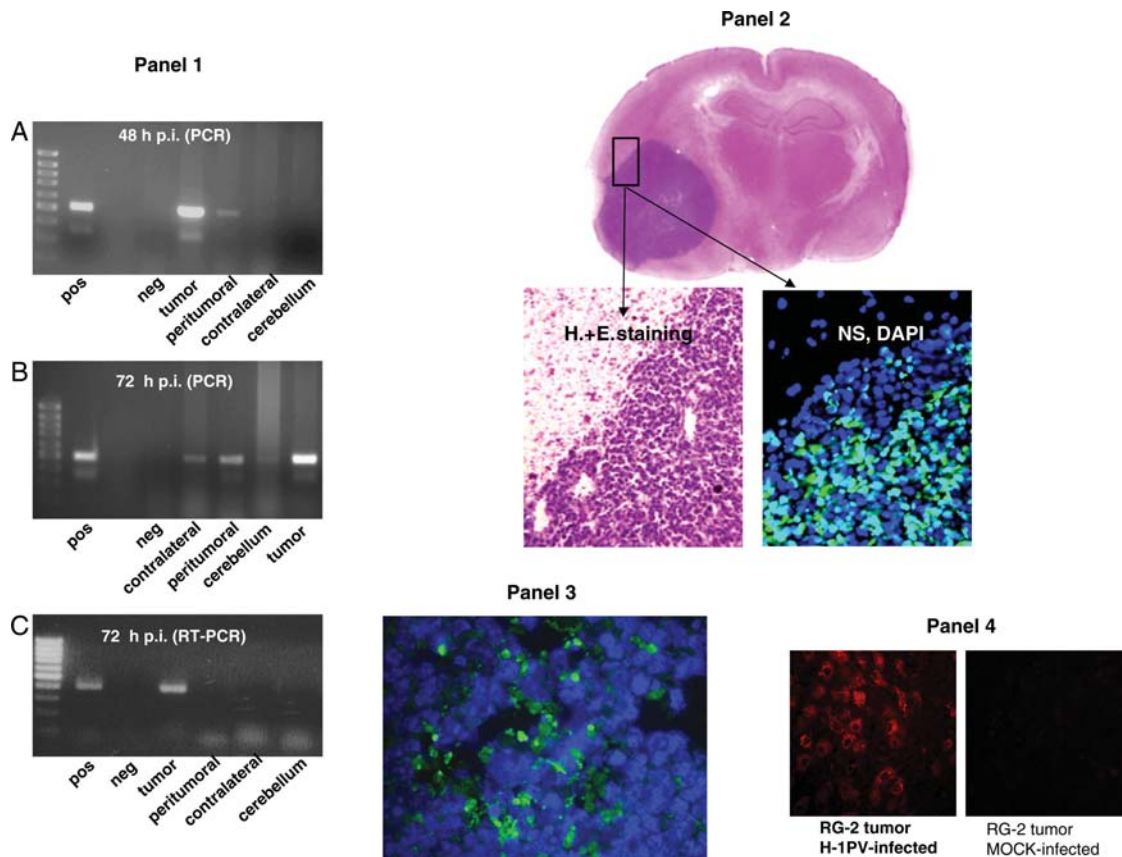 Panel 1
A
48 h p.i. (PCR)
pos
neg
tumor
peritumoral
contralateral
cerebellum
B
72 h p.i. (PCR)
pos
neg
contralateral
peritumoral
cerebellum
tumor
C
72 h p.i. (RT-PCR)
pos
neg
tumor
peritumoral
contralateral
cerebellum
Panel 2
H.+E.staining
NS, DAPI
Panel 3
Panel 4
RG-2 tumor
H-1PV-infected
RG-2 tumor
MOCK-infected